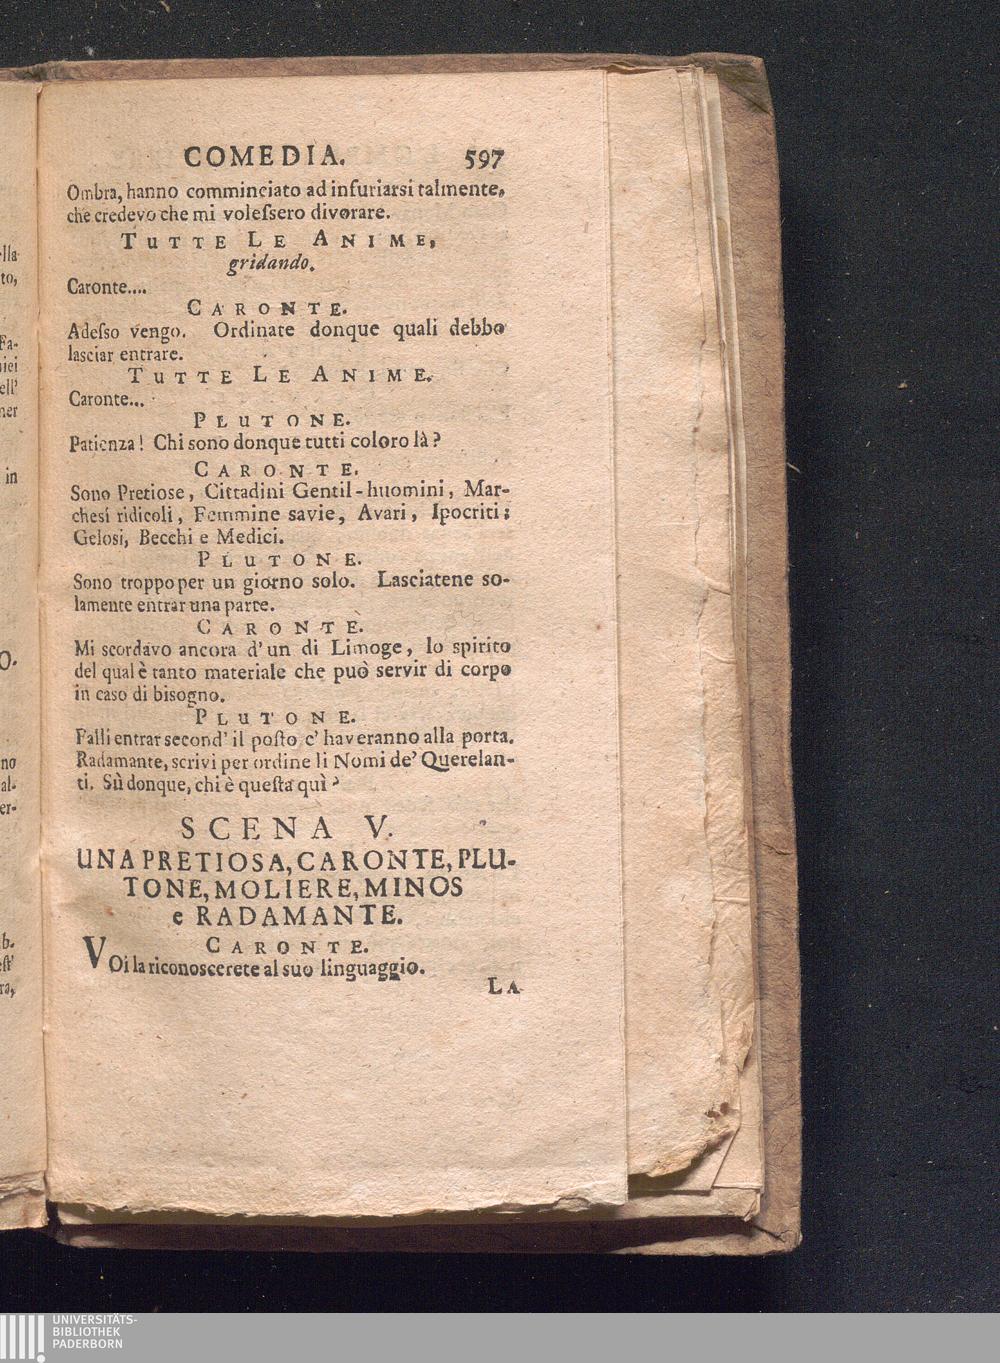 COMEDIA. 597
Ombra, hanno comminciato ad infuriarsi talmente,
che credevo che mi voleſsero divorare.
TUTTE LE ANIME,
gridando.
Caronte....
CARONTE.
Adeſso vengo. Ordinate donque quali debbo
lasciar entrare.
TUTTE LE ANIME.
Caronte...
PLUTONE.
Patienza! Chi sono donque tutti coloro là?
CARONTE.
Sono Pretiose, Cittadini Gentil-huomini, Mar-
chesi ridicoli, Femmine savie, Avari, Ipocriti;
Gelosi, Becchi e Medici.
PLUTONE.
Sono troppo per un giorno solo. Lasciatene so-
lamente entrar una parte.
CARONTE.
Mi scordavo ancora d'un di Limoge, lo spirito
del qual è tanto materiale che può servir di corpo
in caso di bisogno.
PLUTONE.
Falli entrar second' il poſto c' haveranno alla porta.
Radamante, scrivi per ordine li Nomi de' Querelan-
ti. Sù donque, chi è queſta quì?
SCENA V.
UNA PRETIOSA, CARONTE, PLU-
TONE, MOLIERE, MINOS
e RADAMANTE.
CARONTE.
VOi la riconoscerete al suo linguaggio.
LA
UNIVERSITÄTS-
BIBLIOTHEK
PADERBORN